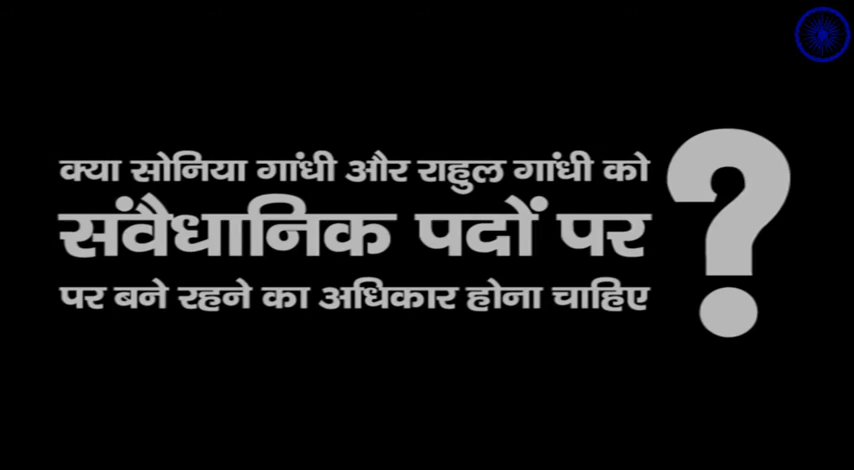 क्या सोनिया गांधी और राहुल गांधी को
संवैधानिक पदों पर
पर बने रहने का अधिकार होना चाहिए
?